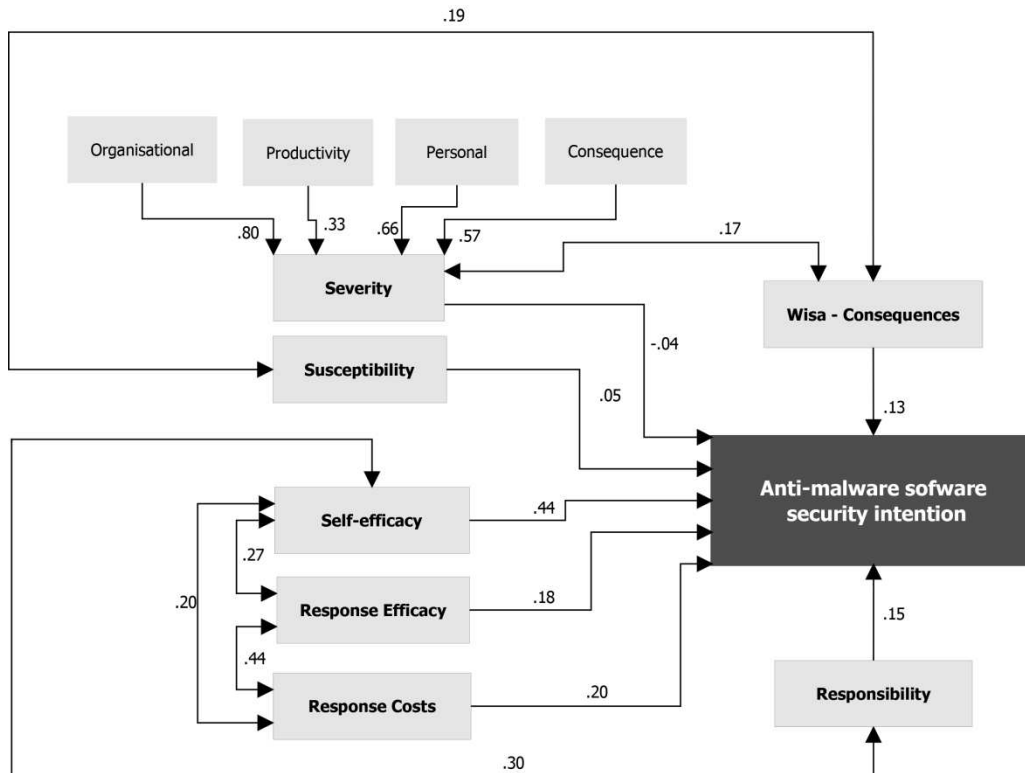 .19
Organisational
Productivity
Personal
Consequence
.80
.33
.66
.57
.17
Severity
Wisa - Consequences
-.04
Susceptibility
.05
.13
Anti-malware sofware
security intention
Self-efficacy
.44
.27
.20
Response Efficacy
.18
.15
.44
Response Costs
.20
Responsibility
.30